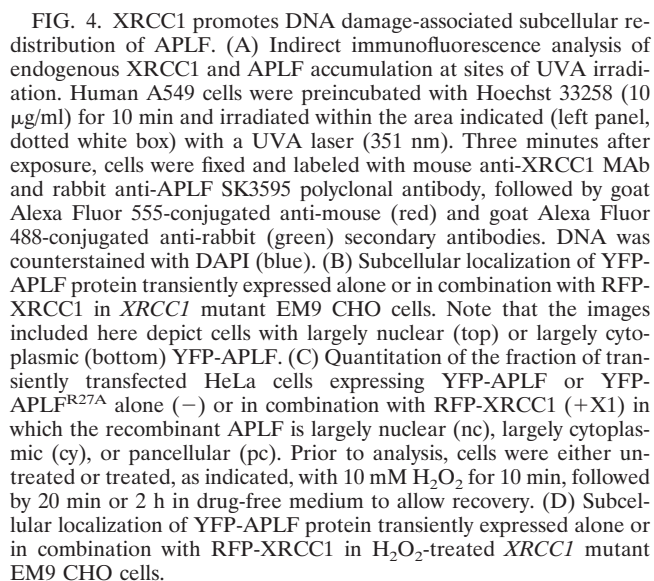 FIG. 4. XRCC1 promotes DNA damage-associated subcellular re-
distribution of APLF. (A) Indirect immunofluorescence analysis of
endogenous XRCC1 and APLF accumulation at sites of UVA irradi-
ation. Human A549 cells were preincubated with Hoechst 33258 (10
μg/ml) for 10 min and irradiated within the area indicated (left panel,
dotted white box) with a UVA laser (351 nm). Three minutes after
exposure, cells were fixed and labeled with mouse anti-XRCC1 MAb
and rabbit anti-APLF SK3595 polyclonal antibody, followed by goat
Alexa Fluor 555-conjugated anti-mouse (red) and goat Alexa Fluor
488-conjugated anti-rabbit (green) secondary antibodies. DNA was
counterstained with DAPI (blue). (B) Subcellular localization of YFP-
APLF protein transiently expressed alone or in combination with RFP-
XRCC1 in XRCC1 mutant EM9 CHO cells. Note that the images
included here depict cells with largely nuclear (top) or largely cyto-
plasmic (bottom) YFP-APLF. (C) Quantitation of the fraction of tran-
siently transfected HeLa cells expressing YFP-APLF or YFP-
APLF^R27A alone (−) or in combination with RFP-XRCC1 (+X1) in
which the recombinant APLF is largely nuclear (nc), largely cytoplas-
mic (cy), or pancellular (pc). Prior to analysis, cells were either un-
treated or treated, as indicated, with 10 mM H₂O₂ for 10 min, followed
by 20 min or 2 h in drug-free medium to allow recovery. (D) Subcel-
lular localization of YFP-APLF protein transiently expressed alone or
in combination with RFP-XRCC1 in H₂O₂-treated XRCC1 mutant
EM9 CHO cells.